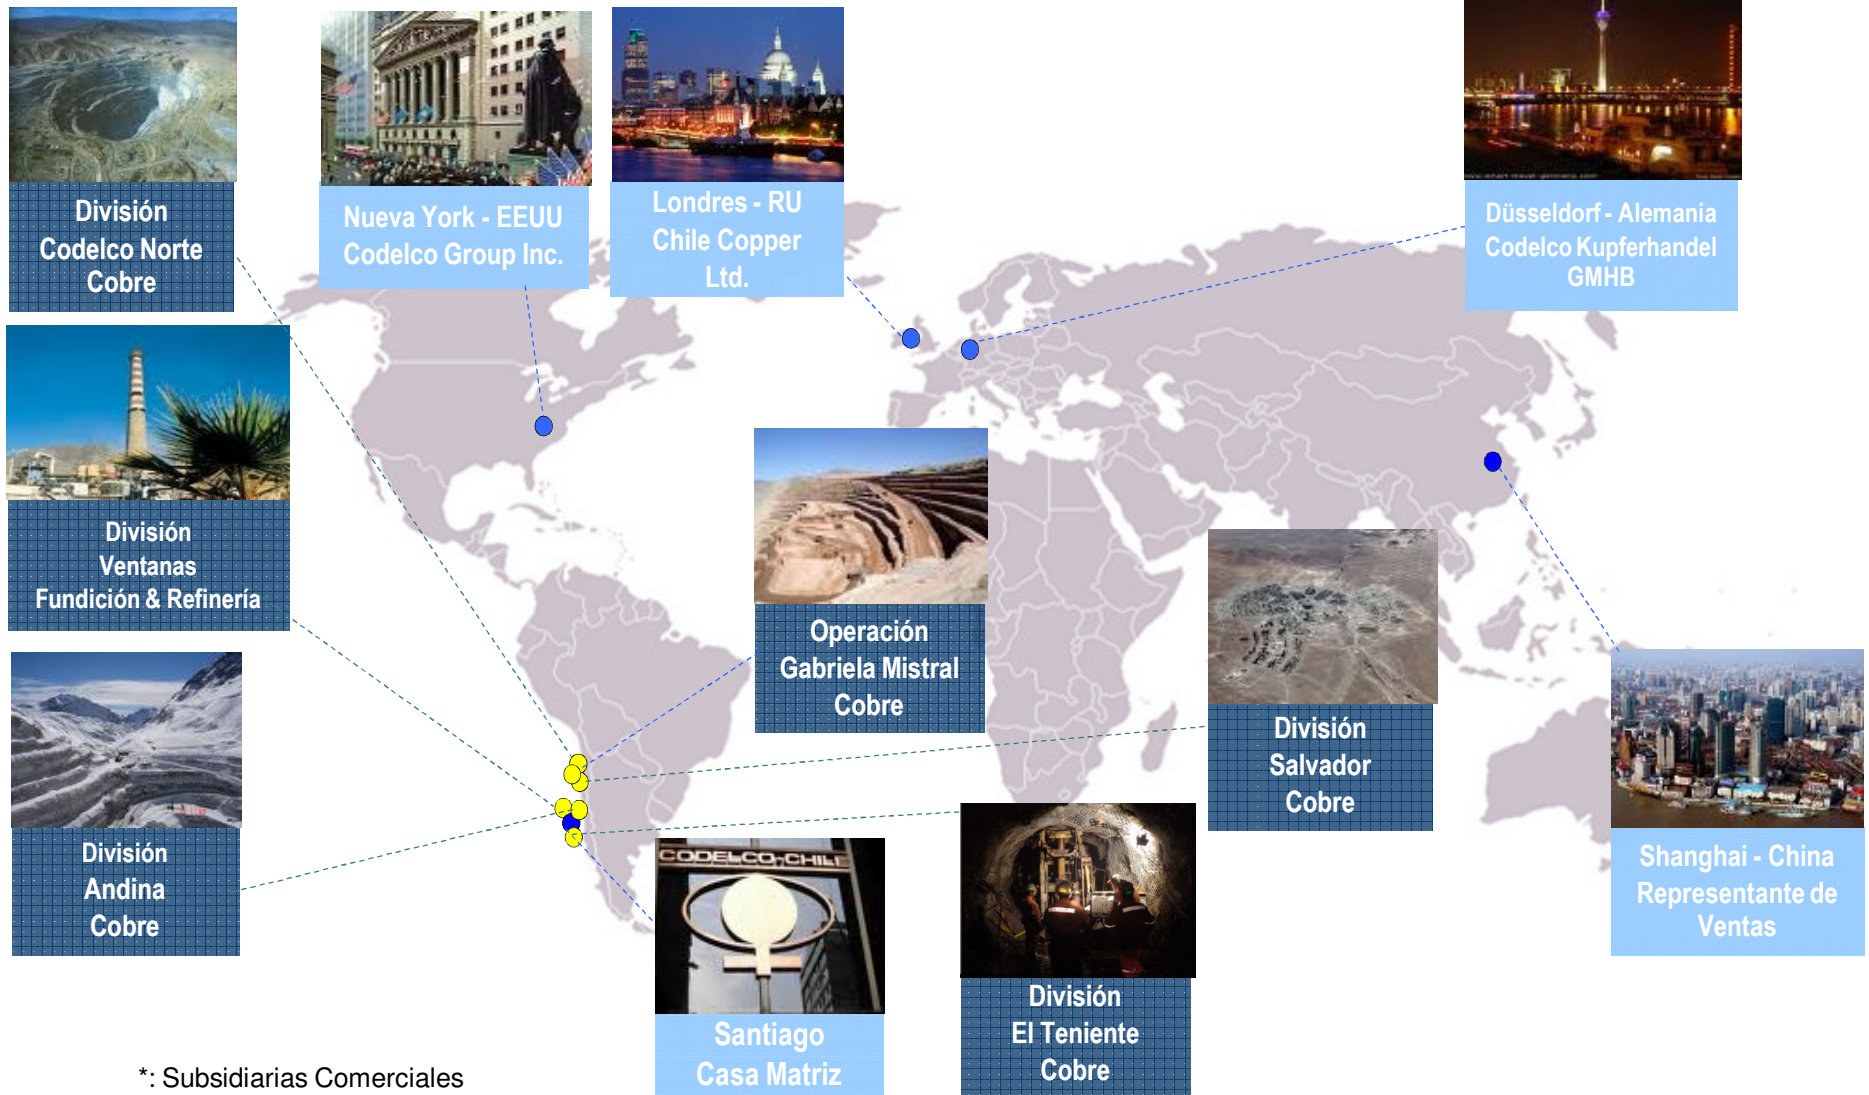 División
Codelco Norte
Cobre
Nueva York - EEUU
Codelco Group Inc.
Londres - RU
Chile Copper
Ltd.
Düsseldorf - Alemania
Codelco Kupferhandel
GMHB
División
Ventanas
Fundición & Refinería
Operación
Gabriela Mistral
Cobre
División
Salvador
Cobre
División
Andina
Cobre
CODELCO-CHILE
Santiago
Casa Matriz
División
El Teniente
Cobre
Shanghai - China
Representante de
Ventas
*: Subsidiarias Comerciales